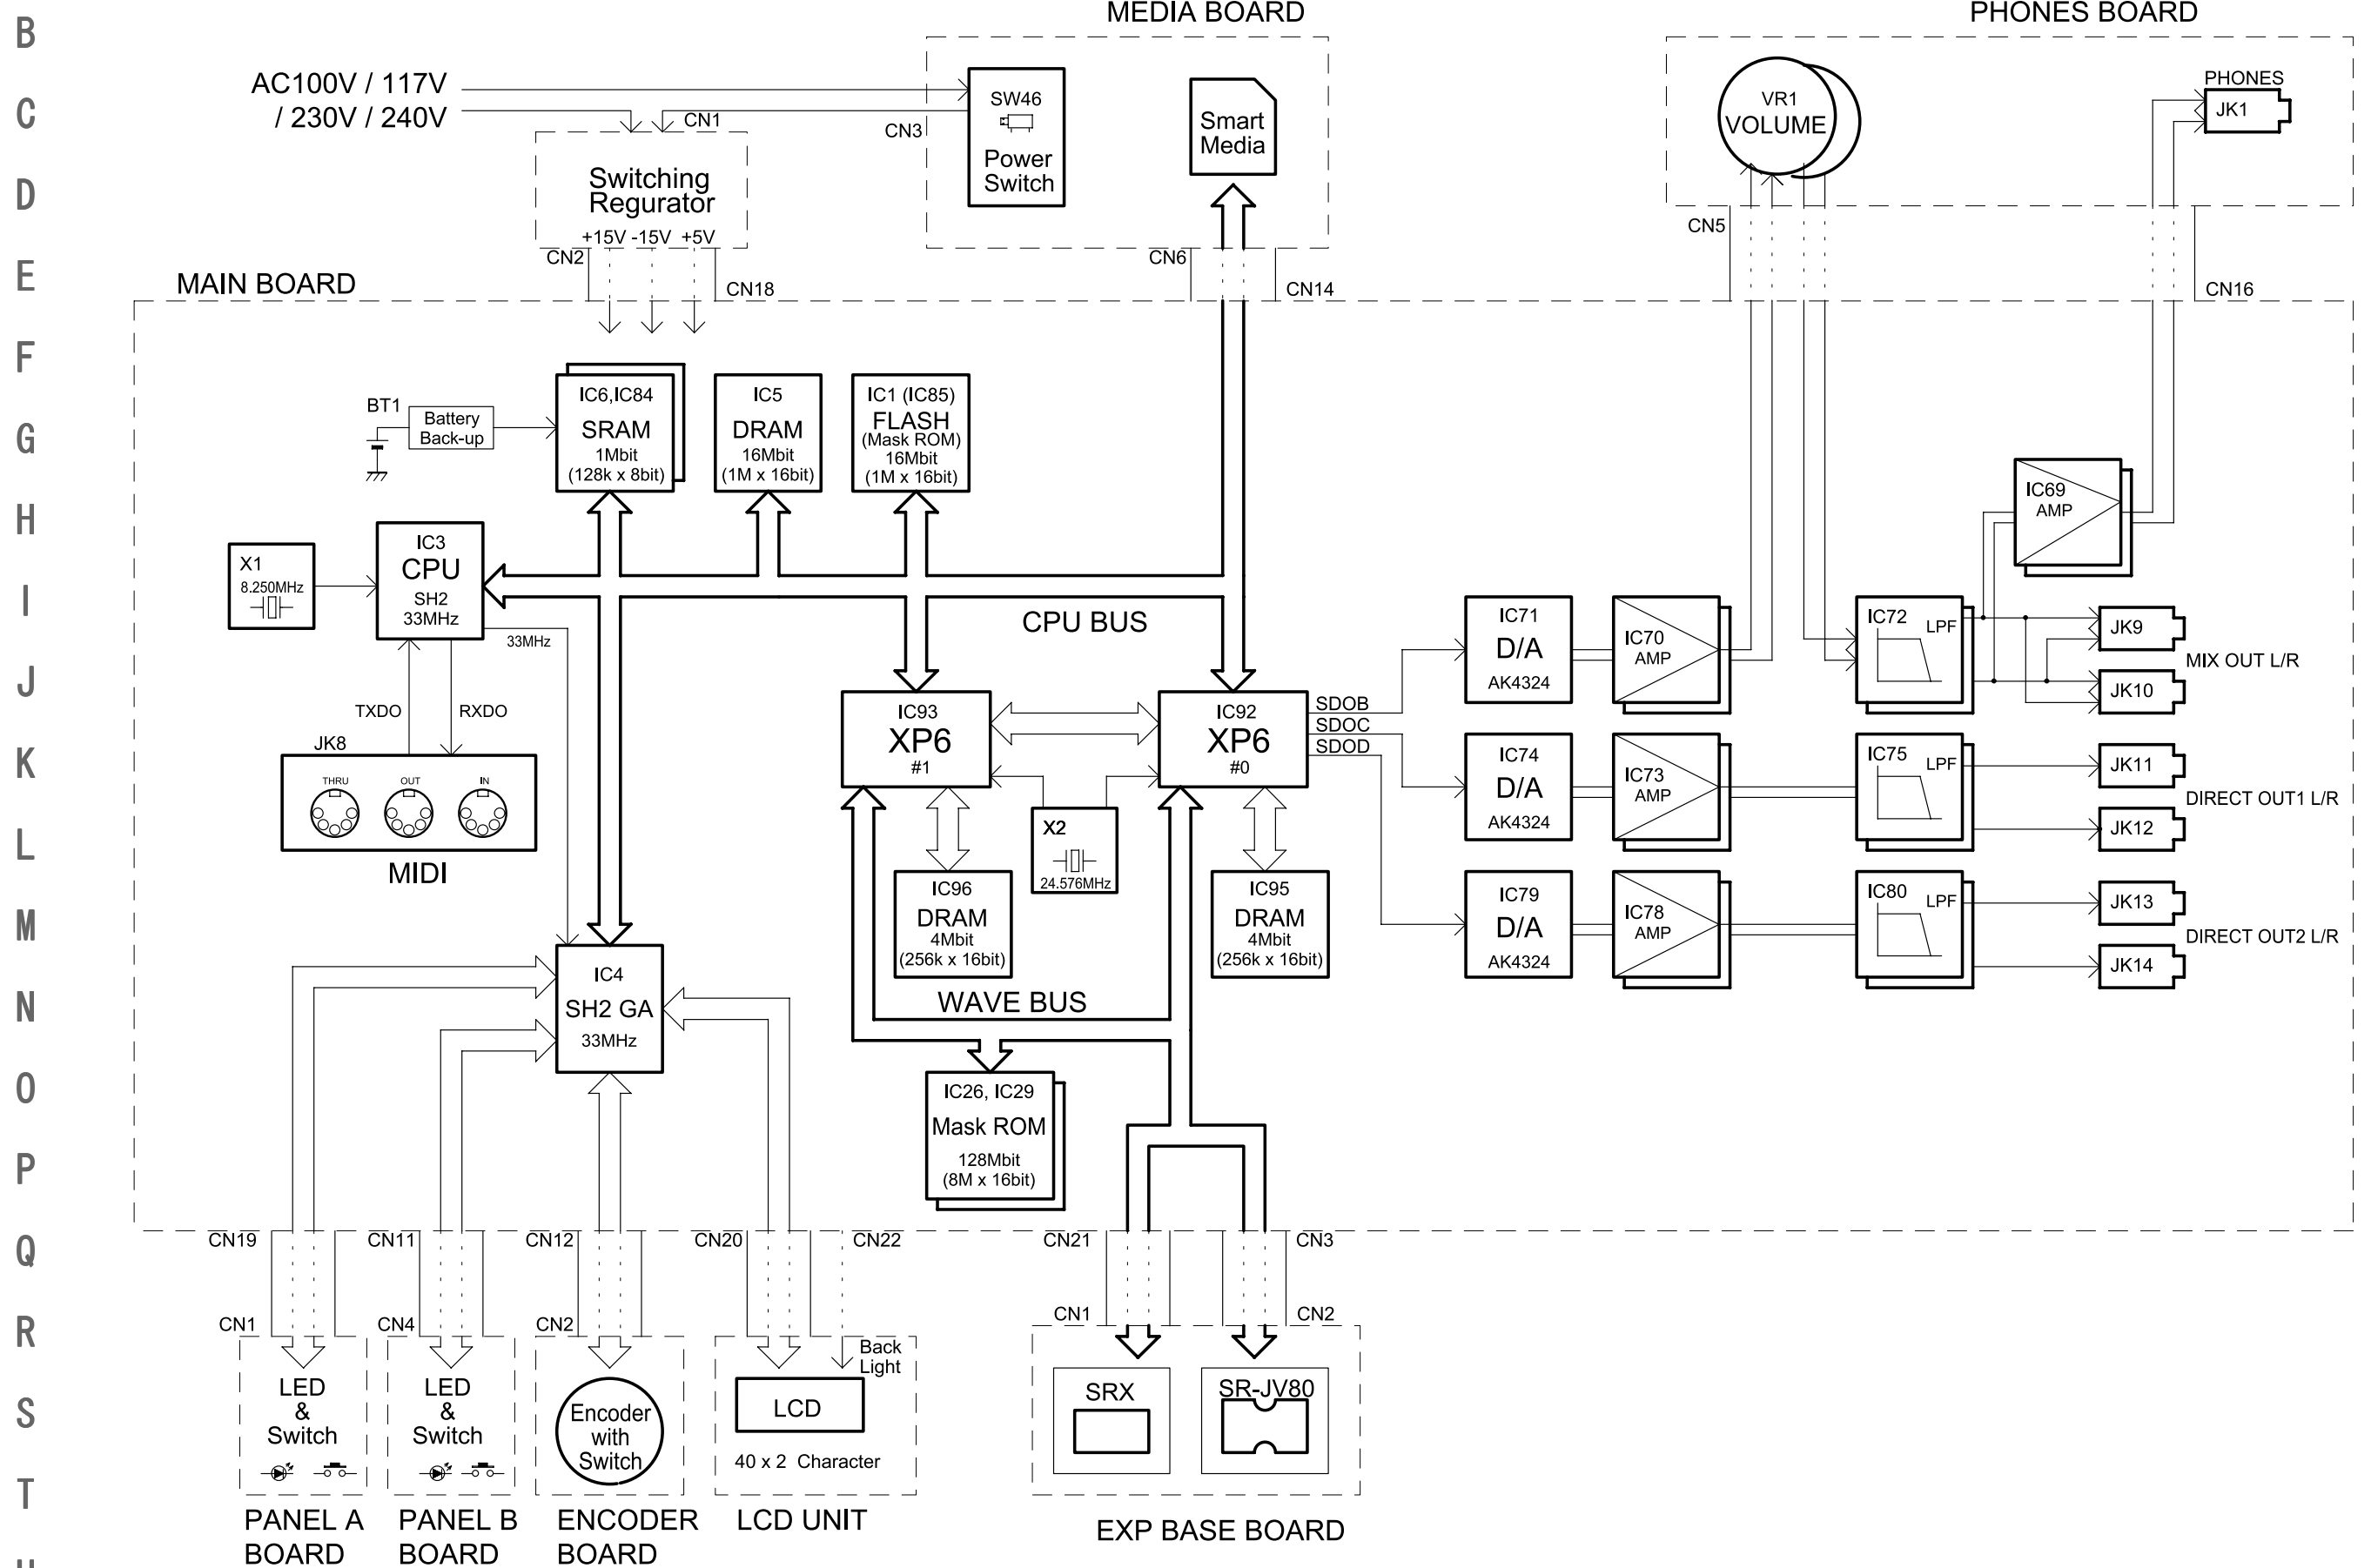 B
C
D
E
F
G
H
I
J
K
L
M
N
O
P
Q
R
S
T
MEDIA BOARD
PHONES BOARD
AC100V / 117V
/ 230V / 240V
CN1
CN3
SW46
Power
Switch
Smart
Media
VR1
VOLUME
PHONES
JK1
Switching
Regurator
+15V -15V +5V
CN2
CN18
CN6
CN14
CN5
CN16
MAIN BOARD
BT1
Battery
Back-up
IC6,IC84
SRAM
1Mbit
(128k x 8bit)
IC5
DRAM
16Mbit
(1M x 16bit)
IC1 (IC85)
FLASH
(Mask ROM)
16Mbit
(1M x 16bit)
IC69
AMP
X1
8.250MHz
IC3
CPU
SH2
33MHz
33MHz
CPU BUS
TXDO
RXDO
JK8
THRU
OUT
IN
MIDI
IC93
XP6
#1
IC92
XP6
#0
SDOB
SDOC
SDOD
X2
24.576MHz
IC96
DRAM
4Mbit
(256k x 16bit)
IC95
DRAM
4Mbit
(256k x 16bit)
IC71
D/A
AK4324
IC70
AMP
IC72
LPF
JK9
JK10
MIX OUT L/R
IC74
D/A
AK4324
IC73
AMP
IC75
LPF
JK11
JK12
DIRECT OUT1 L/R
IC79
D/A
AK4324
IC78
AMP
IC80
LPF
JK13
JK14
DIRECT OUT2 L/R
IC4
SH2 GA
33MHz
WAVE BUS
IC26, IC29
Mask ROM
128Mbit
(8M x 16bit)
CN19
CN11
CN12
CN20
CN22
CN21
CN3
CN1
CN4
CN2
Back
Light
CN1
CN2
LED
&
Switch
LED
&
Switch
Encoder
with
Switch
LCD
40 x 2 Character
SRX
SR-JV80
PANEL A
BOARD
PANEL B
BOARD
ENCODER
BOARD
LCD UNIT
EXP BASE BOARD